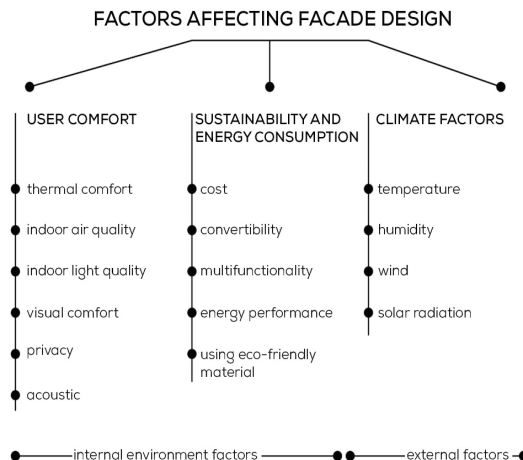 FACTORS AFFECTING FACADE DESIGN
USER COMFORT
thermal comfort
indoor air quality
indoor light quality
visual comfort
privacy
acoustic
SUSTAINABILITY AND
ENERGY CONSUMPTION
cost
convertibility
multifunctionality
energy performance
using eco-friendly
material
CLIMATE FACTORS
temperature
humidity
wind
solar radiation
internal environment factors
external factors